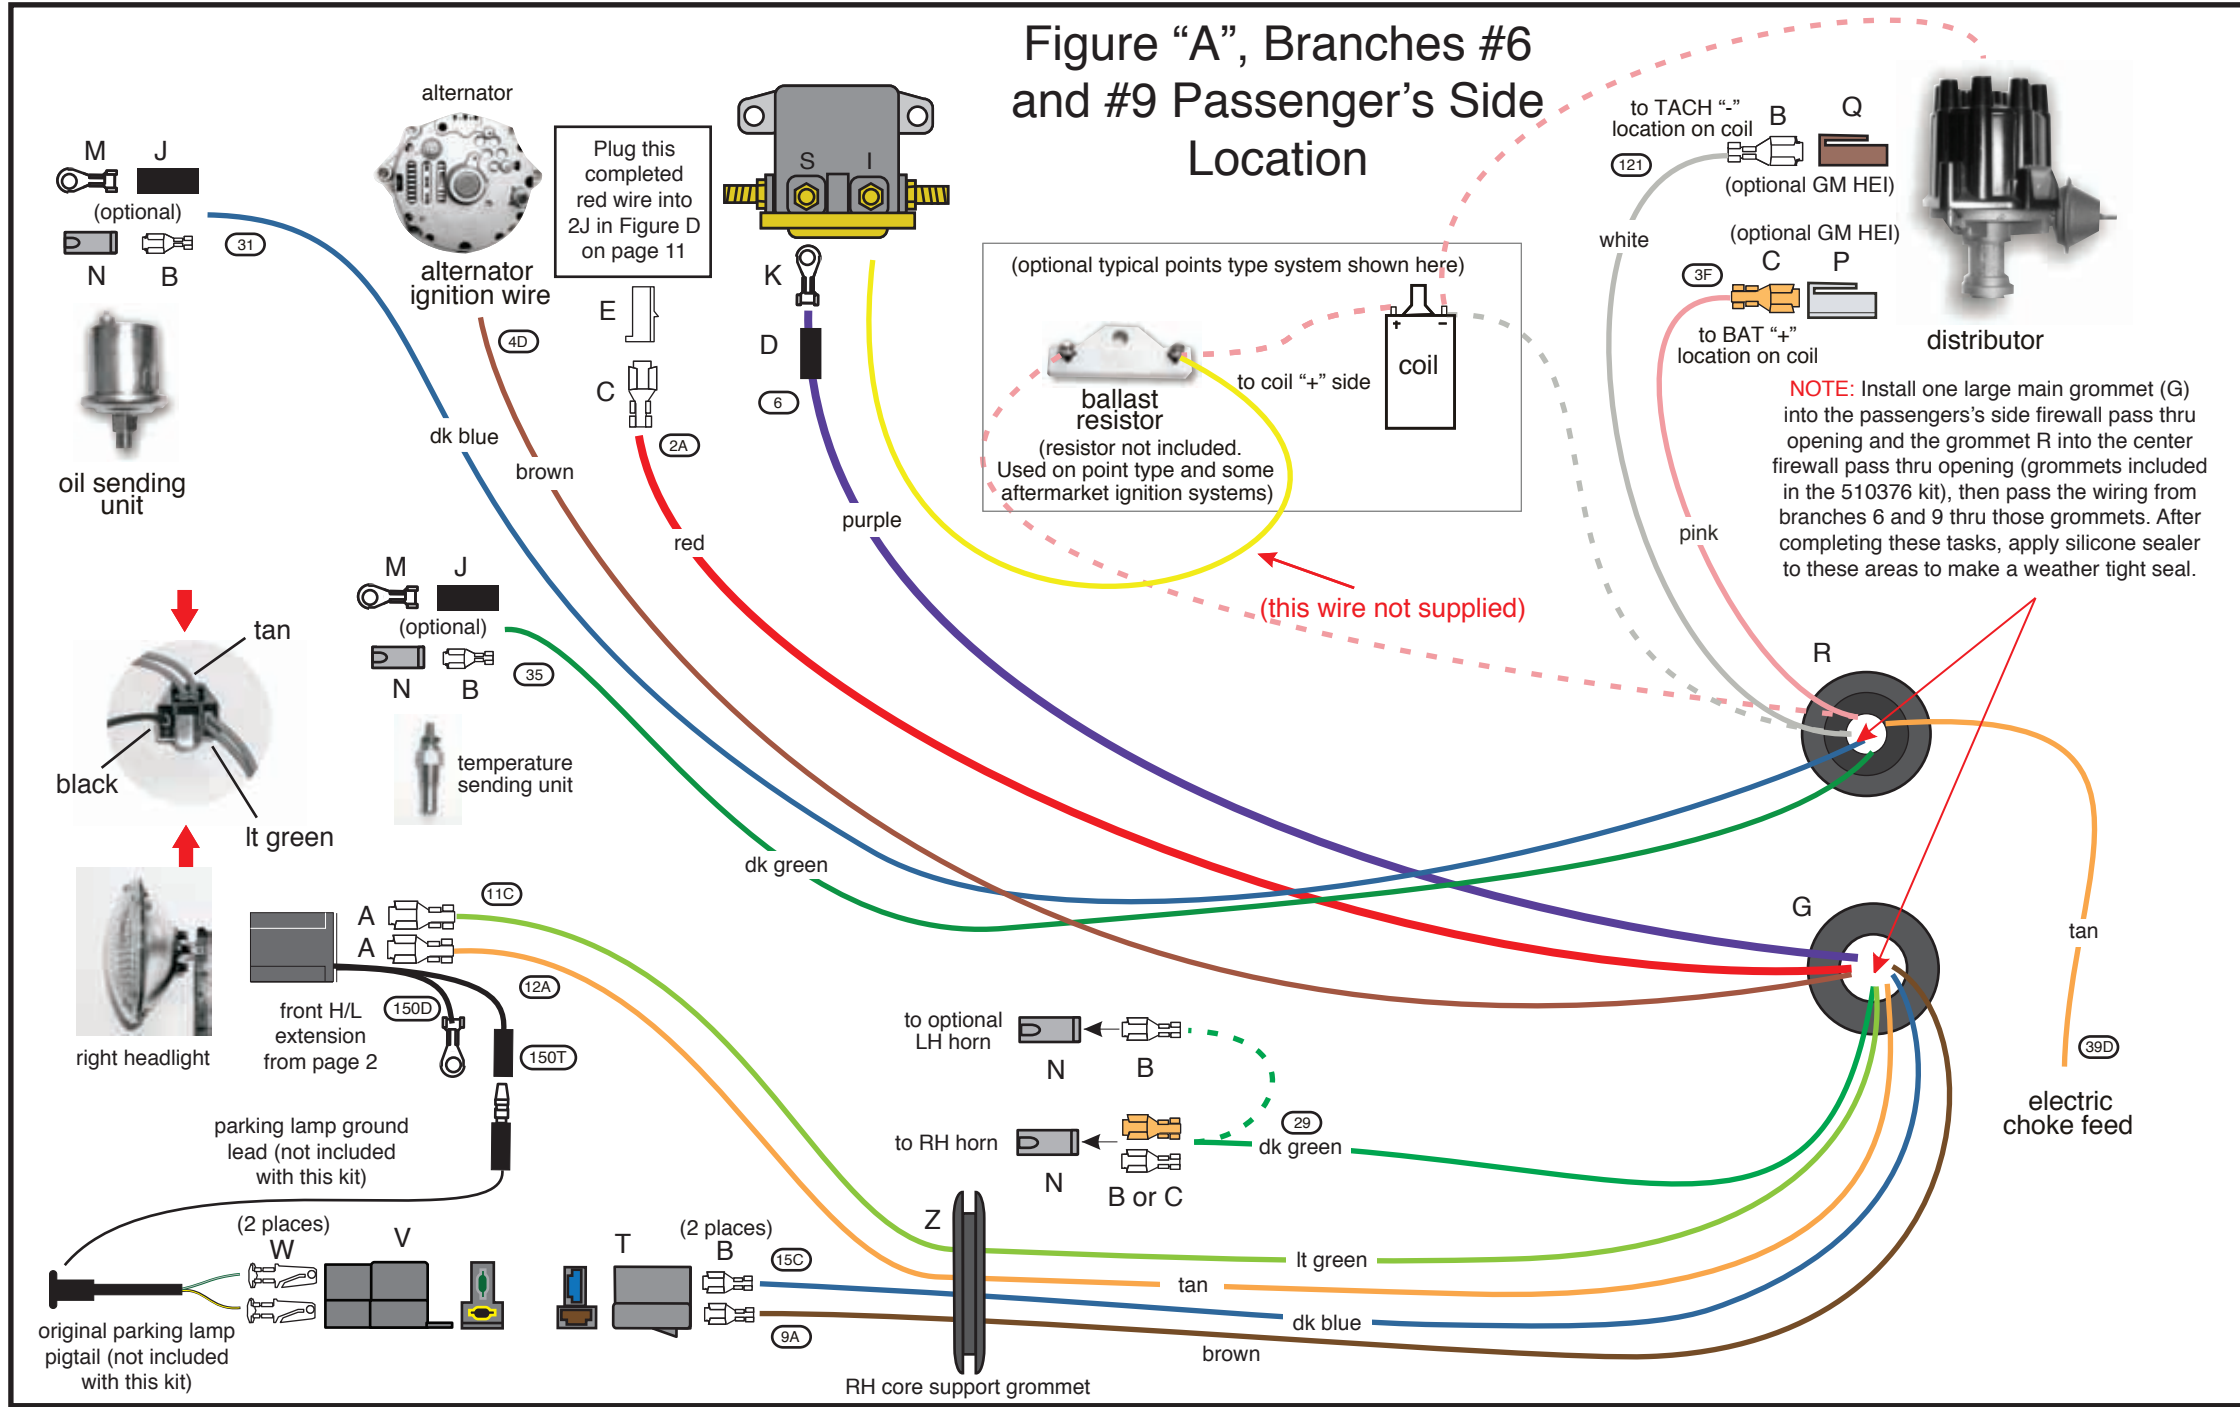 Figure “A”, Branches #6
and #9 Passenger’s Side
Location
M
J
(optional)
N
B
31
oil sending
unit
alternator
alternator
ignition wire
4D
Plug this
completed
red wire into
2J in Figure D
on page 11
E
C
2A
S
I
K
D
6
(optional typical points type system shown here)
ballast
resistor
(resistor not included.
Used on point type and some
aftermarket ignition systems)
to coil “+” side
+
-
coil
(this wire not supplied)
to TACH “-”
location on coil
B
Q
121
(optional GM HEI)
white
(optional GM HEI)
3F
C
P
to BAT “+”
location on coil
distributor
NOTE: Install one large main grommet (G)
into the passengers’s side firewall pass thru
opening and the grommet R into the center
firewall pass thru opening (grommets included
in the 510376 kit), then pass the wiring from
branches 6 and 9 thru those grommets. After
completing these tasks, apply silicone sealer
to these areas to make a weather tight seal.
pink
dk blue
brown
red
purple
M
J
(optional)
N
B
35
temperature
sending unit
dk green
tan
black
lt green
right headlight
R
G
tan
39D
electric
choke feed
A
11C
A
12A
150D
150T
front H/L
extension
from page 2
parking lamp ground
lead (not included
with this kit)
to optional
LH horn
N
B
to RH horn
N
B or C
29
dk green
(2 places)
W
V
T
(2 places)
B
15C
9A
Z
original parking lamp
pigtail (not included
with this kit)
lt green
tan
dk blue
brown
RH core support grommet